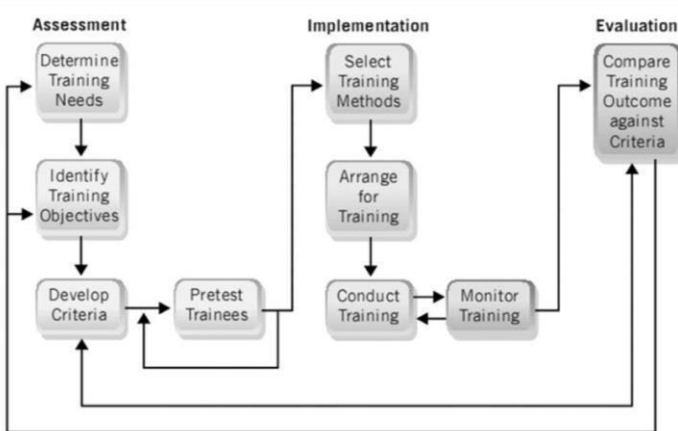 Assessment
Determine
Training
Needs
Identify
Training
Objectives
Develop
Criteria
Pretest
Trainees
Implementation
Select
Training
Methods
Arrange
for
Training
Conduct
Training
Monitor
Training
Evaluation
Compare
Training
Outcome
against
Criteria